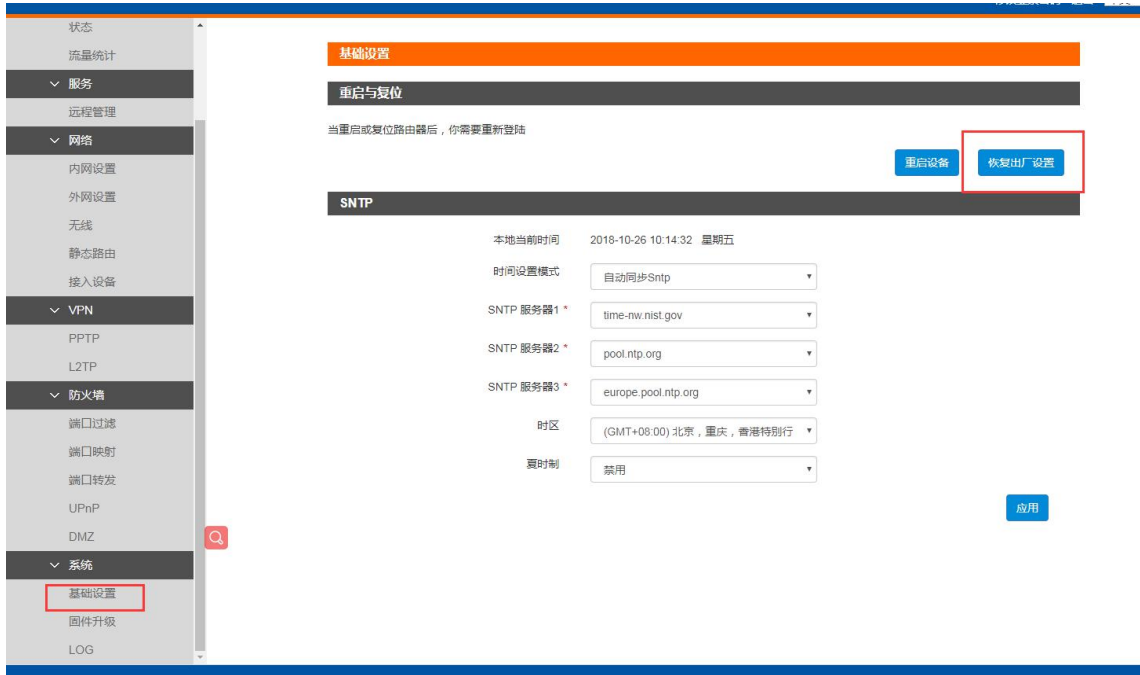 状态
流量统计
服务
远程管理
网络
内网设置
外网设置
无线
静态路由
接入设备
VPN
PPTP
L2TP
防火墙
端口过滤
端口映射
端口转发
UPnP
DMZ
系统
基础设置
固件升级
LOG
基础设置
重启与复位
当重启或复位路由器后，你需要重新登陆
重启设备 恢复出厂设置
SNTP
本地当前时间 2018-10-26 10:14:32 星期五
时间设置模式 自动同步Sntp
SNTP 服务器1 * time-nw.nist.gov
SNTP 服务器2 * pool.ntp.org
SNTP 服务器3 * europe.pool.ntp.org
时区 (GMT+08:00) 北京，重庆，香港特别行
夏时制 禁用
应用